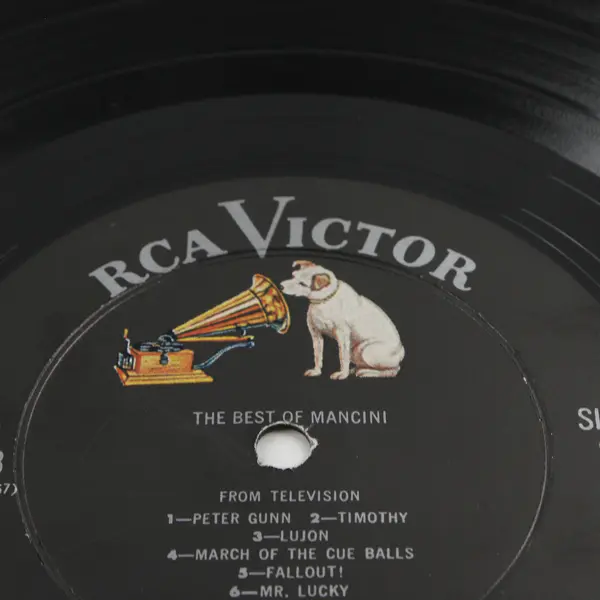 RCA VICTOR
THE BEST OF MANCINI
FROM TELEVISION
1—PETER GUNN 2—TIMOTHY
3—LUJON
4—MARCH OF THE CUE BALLS
5—FALLOUT!
6—MR. LUCKY